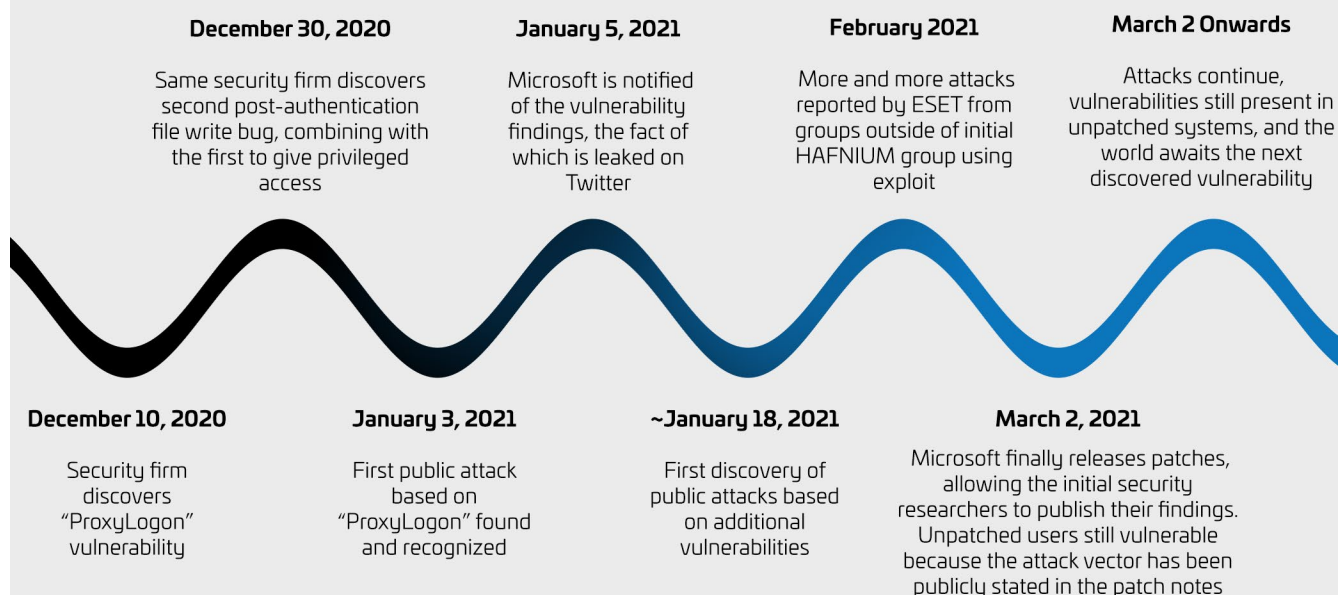 December 30, 2020
Same security firm discovers
second post-authentication
file write bug, combining with
the first to give privileged
access
January 5, 2021
Microsoft is notified
of the vulnerability
findings, the fact of
which is leaked on
Twitter
February 2021
More and more attacks
reported by ESET from
groups outside of initial
HAFNIUM group using
exploit
March 2 Onwards
Attacks continue,
vulnerabilities still present in
unpatched systems, and the
world awaits the next
discovered vulnerability
December 10, 2020
Security firm
discovers
“ProxyLogon”
vulnerability
January 3, 2021
First public attack
based on
“ProxyLogon” found
and recognized
~January 18, 2021
First discovery of
public attacks based
on additional
vulnerabilities
March 2, 2021
Microsoft finally releases patches,
allowing the initial security
researchers to publish their findings.
Unpatched users still vulnerable
because the attack vector has been
publicly stated in the patch notes